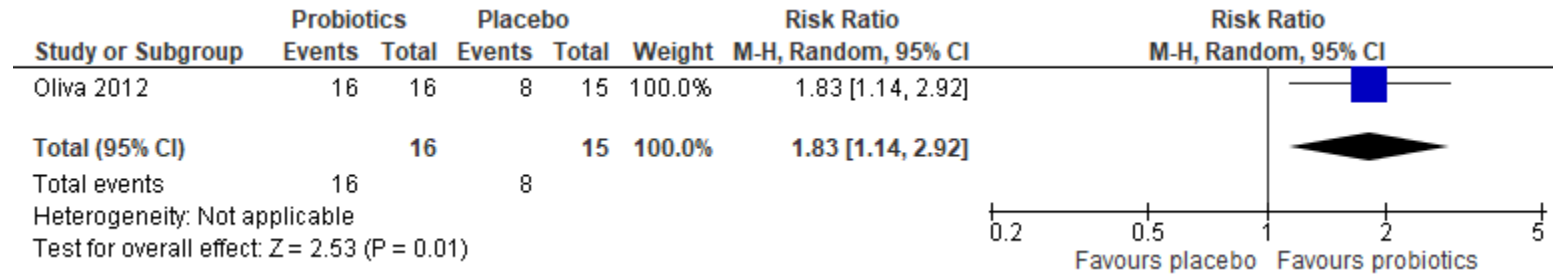 Probiotics Placebo Risk Ratio Risk Ratio
Study or Subgroup Events Total Events Total Weight M-H, Random, 95% CI M-H, Random, 95% CI
Oliva 2012 16 16 8 15 100.0% 1.83 [1.14, 2.92]
Total (95% CI) 16 15 100.0% 1.83 [1.14, 2.92]
Total events 16 8
Heterogeneity: Not applicable
Test for overall effect: Z = 2.53 (P = 0.01)
0.2 0.5 1 2 5
Favours placebo Favours probiotics